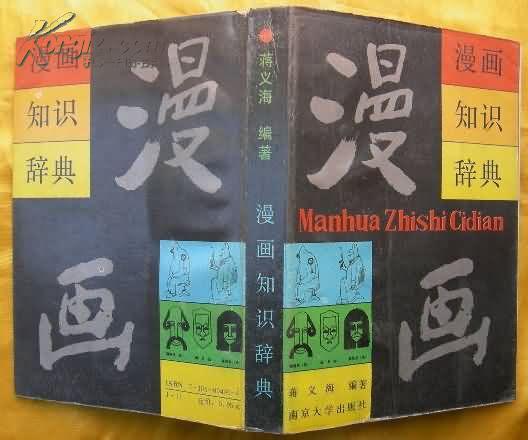 漫画
知识
辞典
漫
画
蒋义海 编著
漫画知识辞典
漫画
知识
辞典
漫
Manhua Zhishi Cidian
画
蒋义海 编著
南京大学出版社